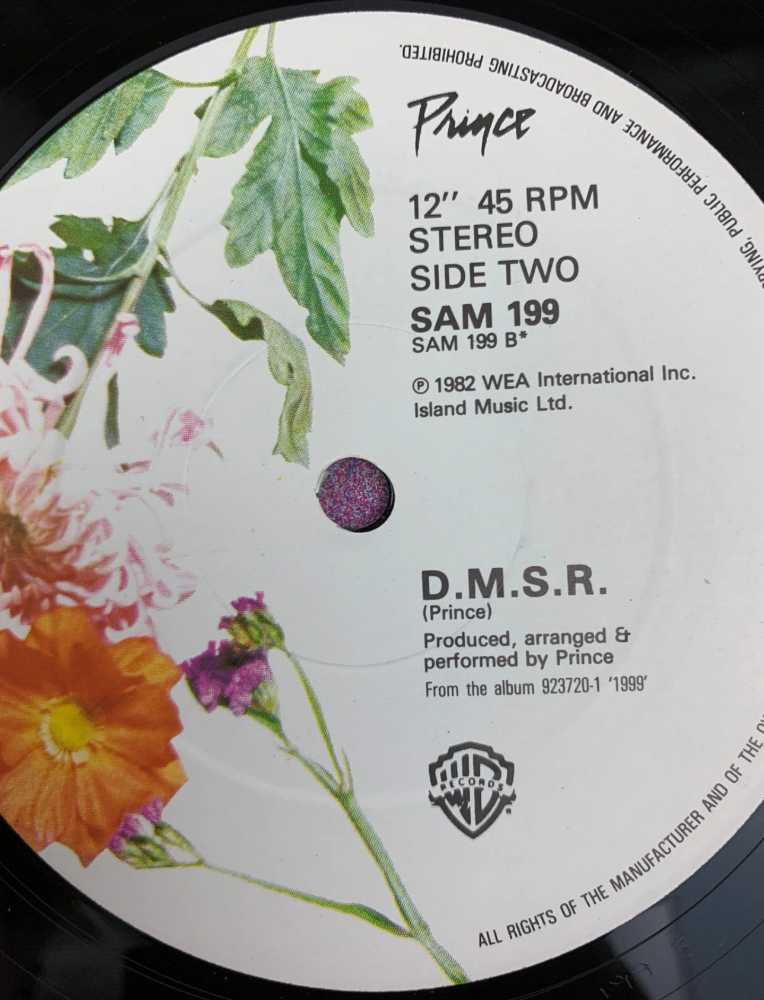 Prince
12" 45 RPM
STEREO
SIDE TWO
SAM 199
SAM 199 B*
℗ 1982 WEA International Inc.
Island Music Ltd.
D.M.S.R.
(Prince)
Produced, arranged &
performed by Prince
From the album 923720-1 '1999'
W RECORDS
ALL RIGHTS OF THE MANUFACTURER AND OF THE
PUBLIC PERFORMANCE AND BROADCASTING PROHIBITED.